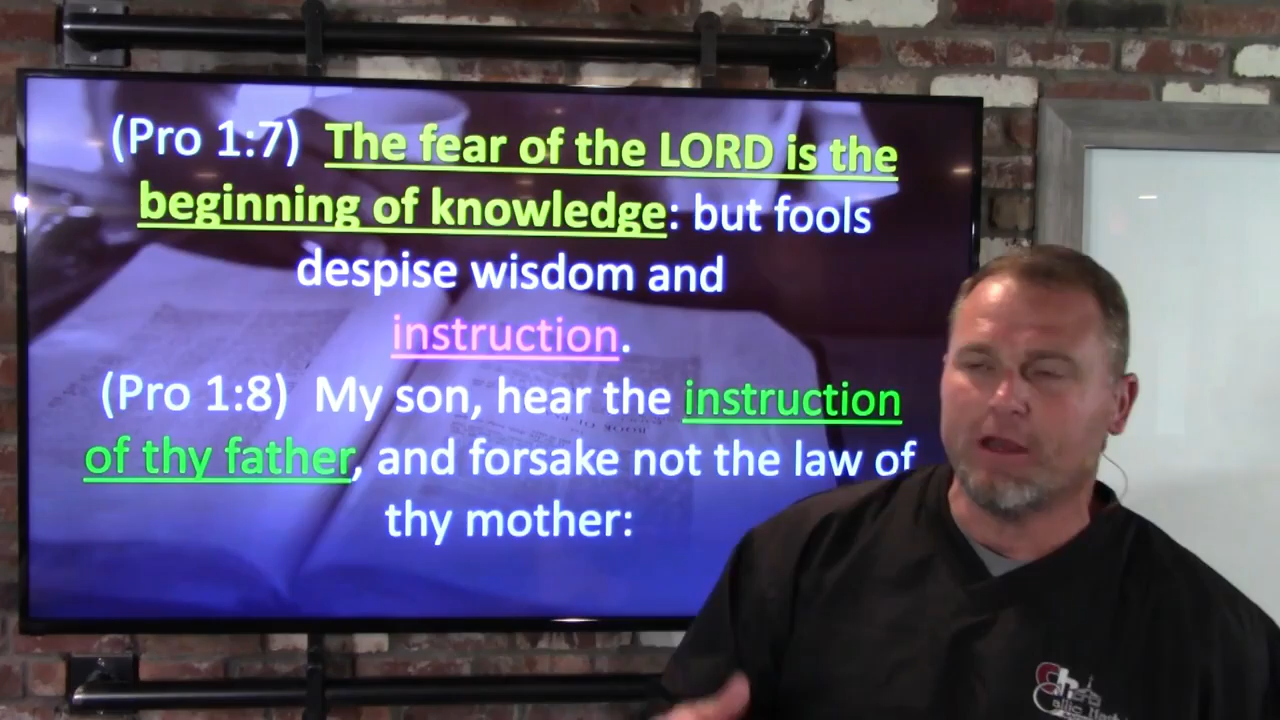 (Pro 1:7) The fear of the LORD is the
beginning of knowledge: but fools
despise wisdom and
instruction.
(Pro 1:8) My son, hear the instruction
of thy father, and forsake not the law of
thy mother: